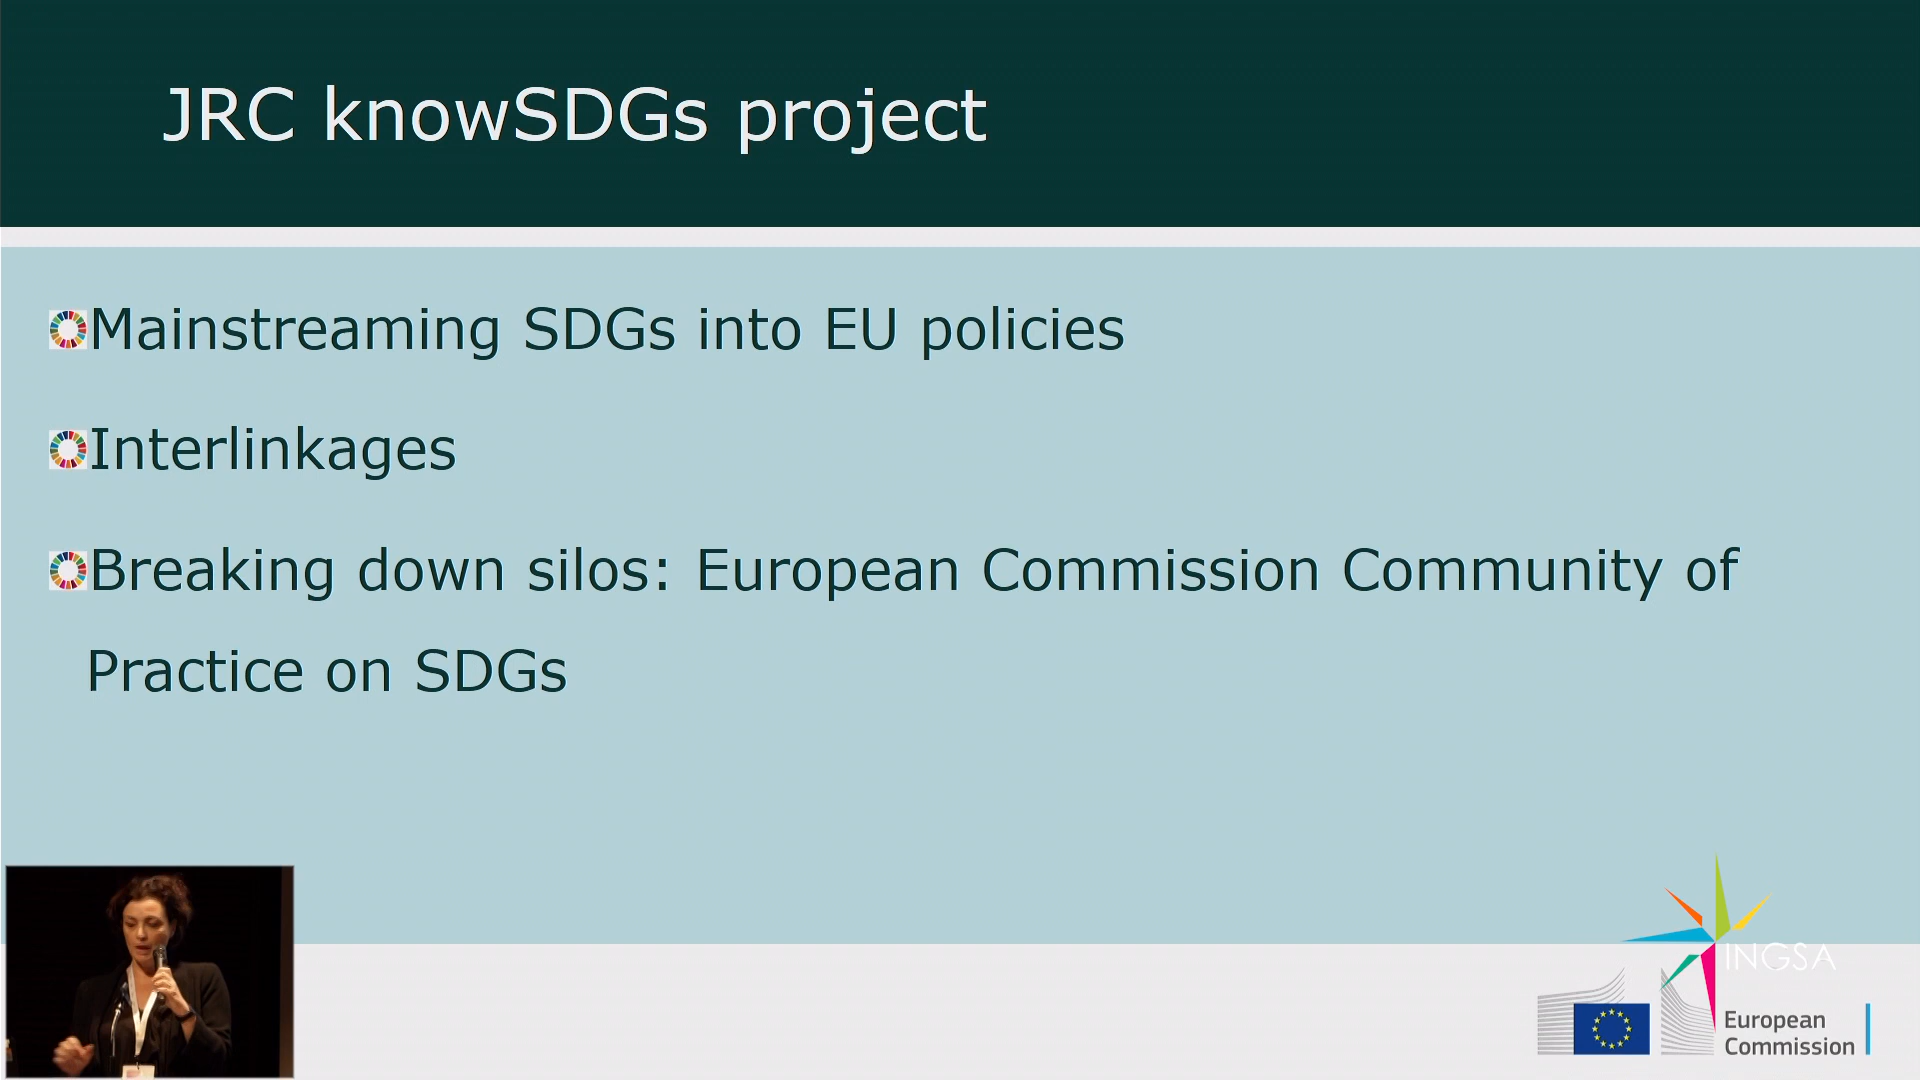 JRC knowSDGs project
Mainstreaming SDGs into EU policies
Interlinkages
Breaking down silos: European Commission Community of
Practice on SDGs
INGSA
European
Commission